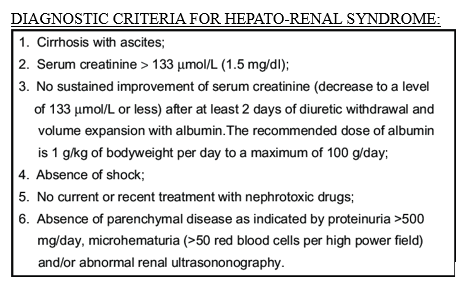 DIAGNOSTIC CRITERIA FOR HEPATO-RENAL SYNDROME:
1. Cirrhosis with ascites;
2. Serum creatinine > 133 μmol/L (1.5 mg/dl);
3. No sustained improvement of serum creatinine (decrease to a level
of 133 μmol/L or less) after at least 2 days of diuretic withdrawal and
volume expansion with albumin.The recommended dose of albumin
is 1 g/kg of bodyweight per day to a maximum of 100 g/day;
4. Absence of shock;
5. No current or recent treatment with nephrotoxic drugs;
6. Absence of parenchymal disease as indicated by proteinuria >500
mg/day, microhematuria (>50 red blood cells per high power field)
and/or abnormal renal ultrasononography.